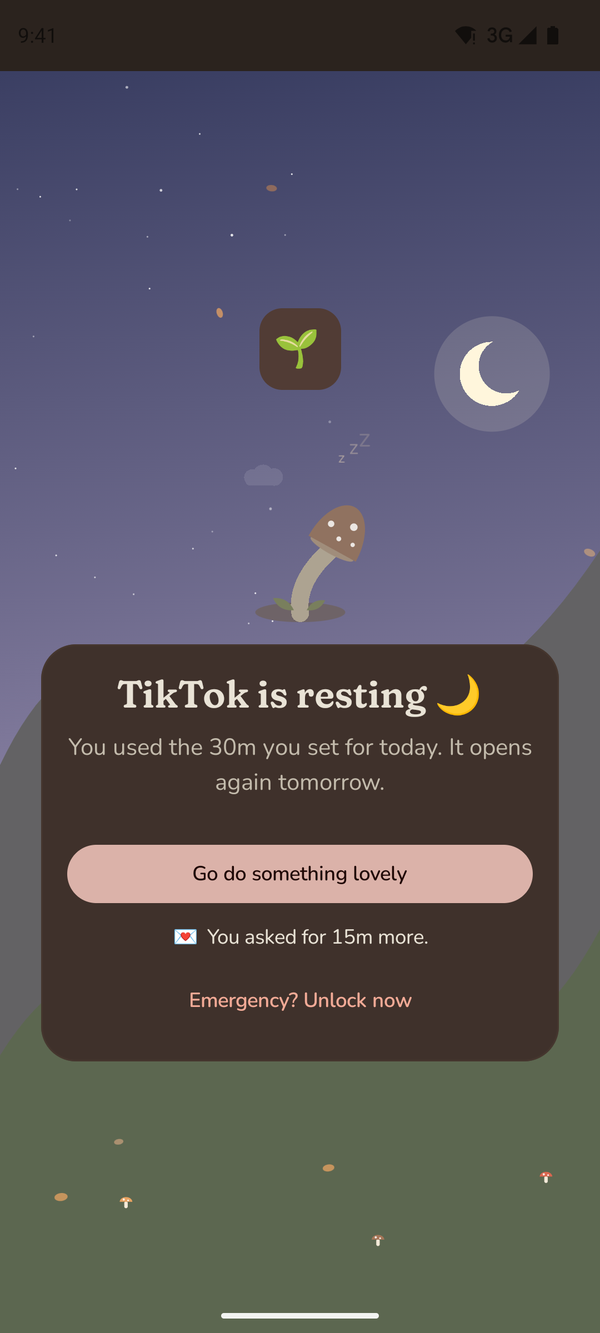 9:41
3G
z z Z
TikTok is resting 🌙
You used the 30m you set for today. It opens
again tomorrow.
Go do something lovely
💌 You asked for 15m more.
Emergency? Unlock now